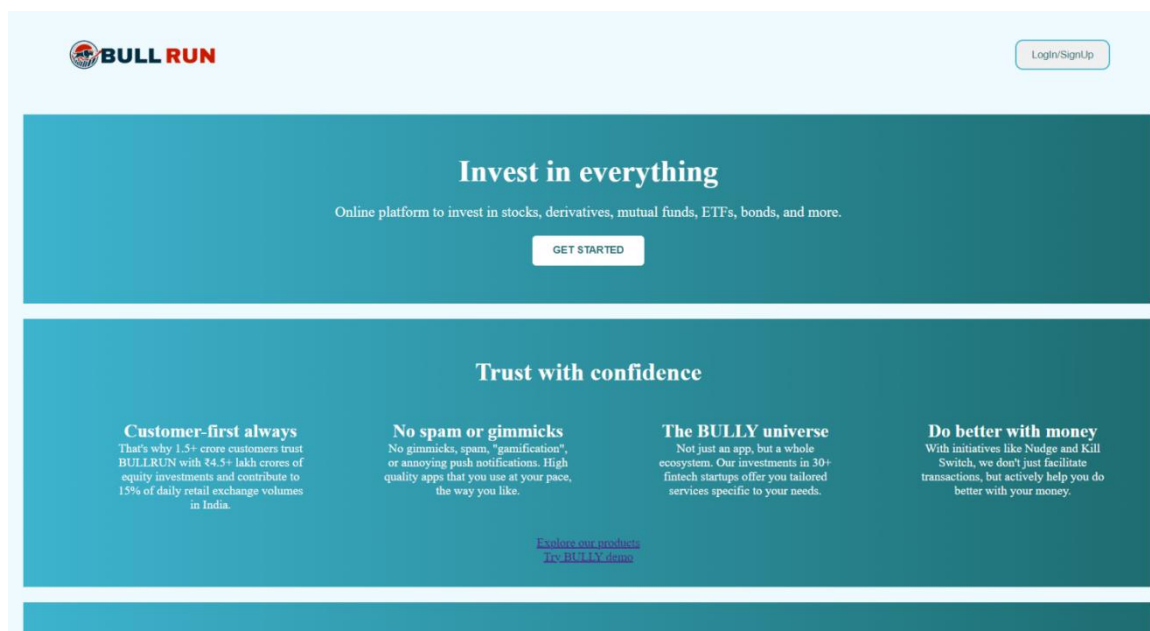 BULL RUN
LogIn/SignUp
Invest in everything
Online platform to invest in stocks, derivatives, mutual funds, ETFs, bonds, and more.
GET STARTED
Trust with confidence
Customer-first always
That's why 1.5+ crore customers trust
BULLRUN with ₹4.5+ lakh crores of
equity investments and contribute to
15% of daily retail exchange volumes
in India.
No spam or gimmicks
No gimmicks, spam, "gamification",
or annoying push notifications. High
quality apps that you use at your pace,
the way you like.
The BULLY universe
Not just an app, but a whole
ecosystem. Our investments in 30+
fintech startups offer you tailored
services specific to your needs.
Do better with money
With initiatives like Nudge and Kill
Switch, we don't just facilitate
transactions, but actively help you do
better with your money.
Explore our products
Try BULLY demo